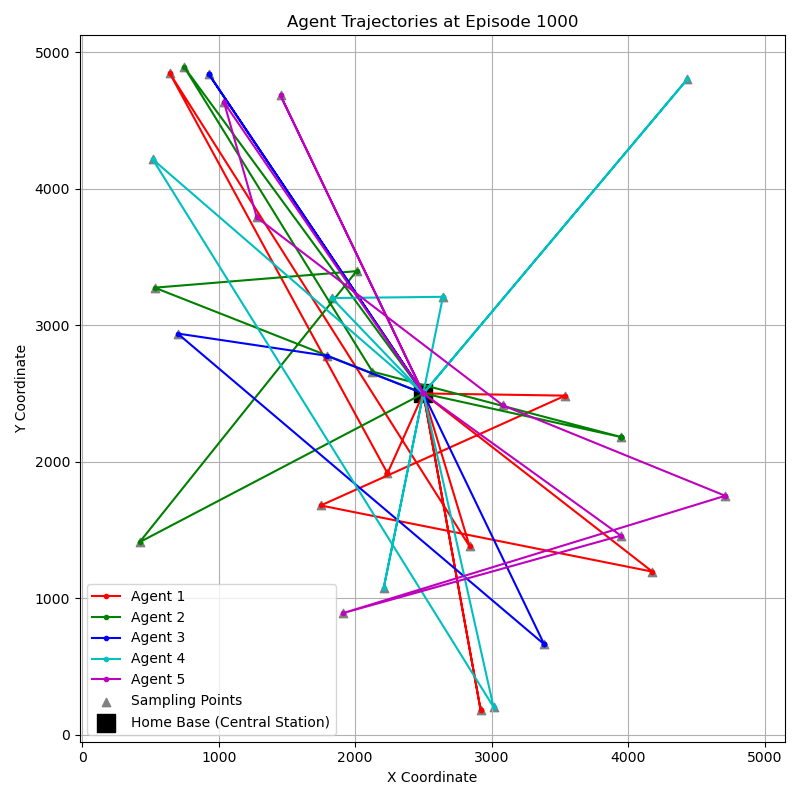 Agent Trajectories at Episode 1000
Y Coordinate
5000
4000
3000
2000
1000
0
Agent 1
Agent 2
Agent 3
Agent 4
Agent 5
Sampling Points
Home Base (Central Station)
0 1000 2000 3000 4000 5000
X Coordinate